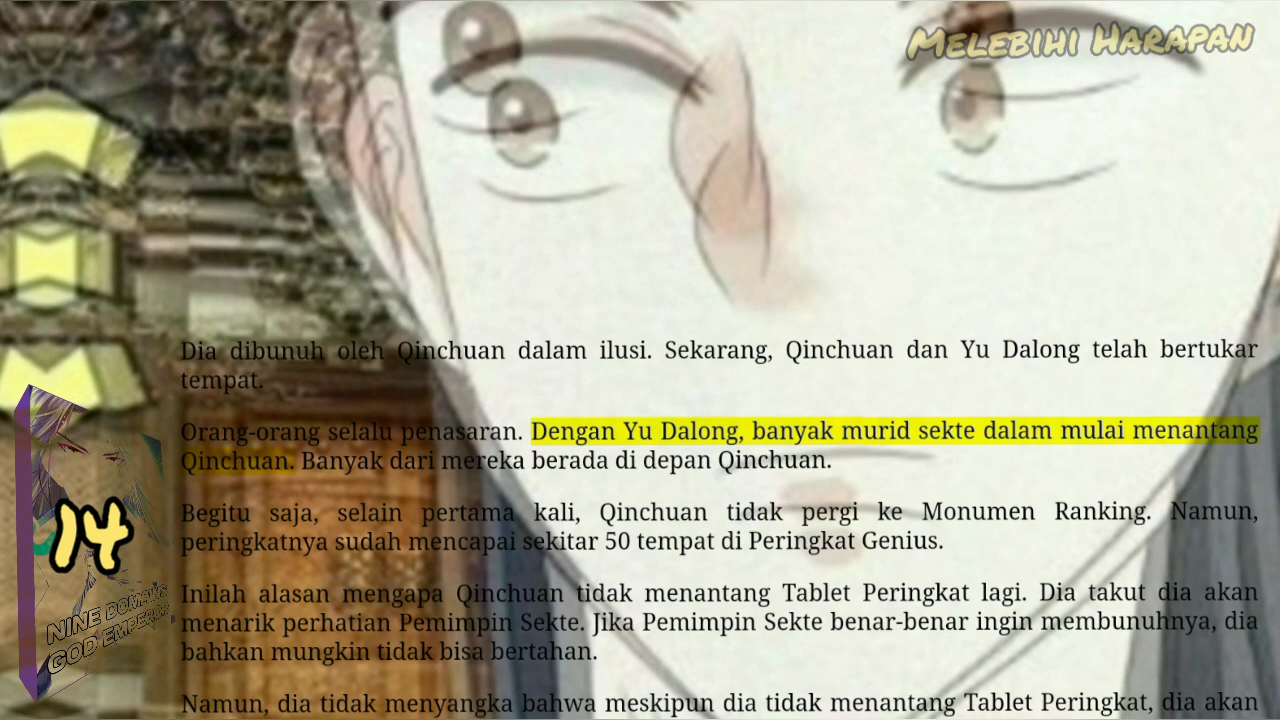 Melebihi Harapan
Dia dibunuh oleh Qinchuan dalam ilusi. Sekarang, Qinchuan dan Yu Dalong telah bertukar
tempat.
Orang-orang selalu penasaran. Dengan Yu Dalong, banyak murid sekte dalam mulai menantang
Qinchuan. Banyak dari mereka berada di depan Qinchuan.
Begitu saja, selain pertama kali, Qinchuan tidak pergi ke Monumen Ranking. Namun,
peringkatnya sudah mencapai sekitar 50 tempat di Peringkat Genius.
Inilah alasan mengapa Qinchuan tidak menantang Tablet Peringkat lagi. Dia takut dia akan
menarik perhatian Pemimpin Sekte. Jika Pemimpin Sekte benar-benar ingin membunuhnya, dia
bahkan mungkin tidak bisa bertahan.
Namun, dia tidak menyangka bahwa meskipun dia tidak menantang Tablet Peringkat, dia akan
14
NINE DOMAINS
GOD EMPEROR